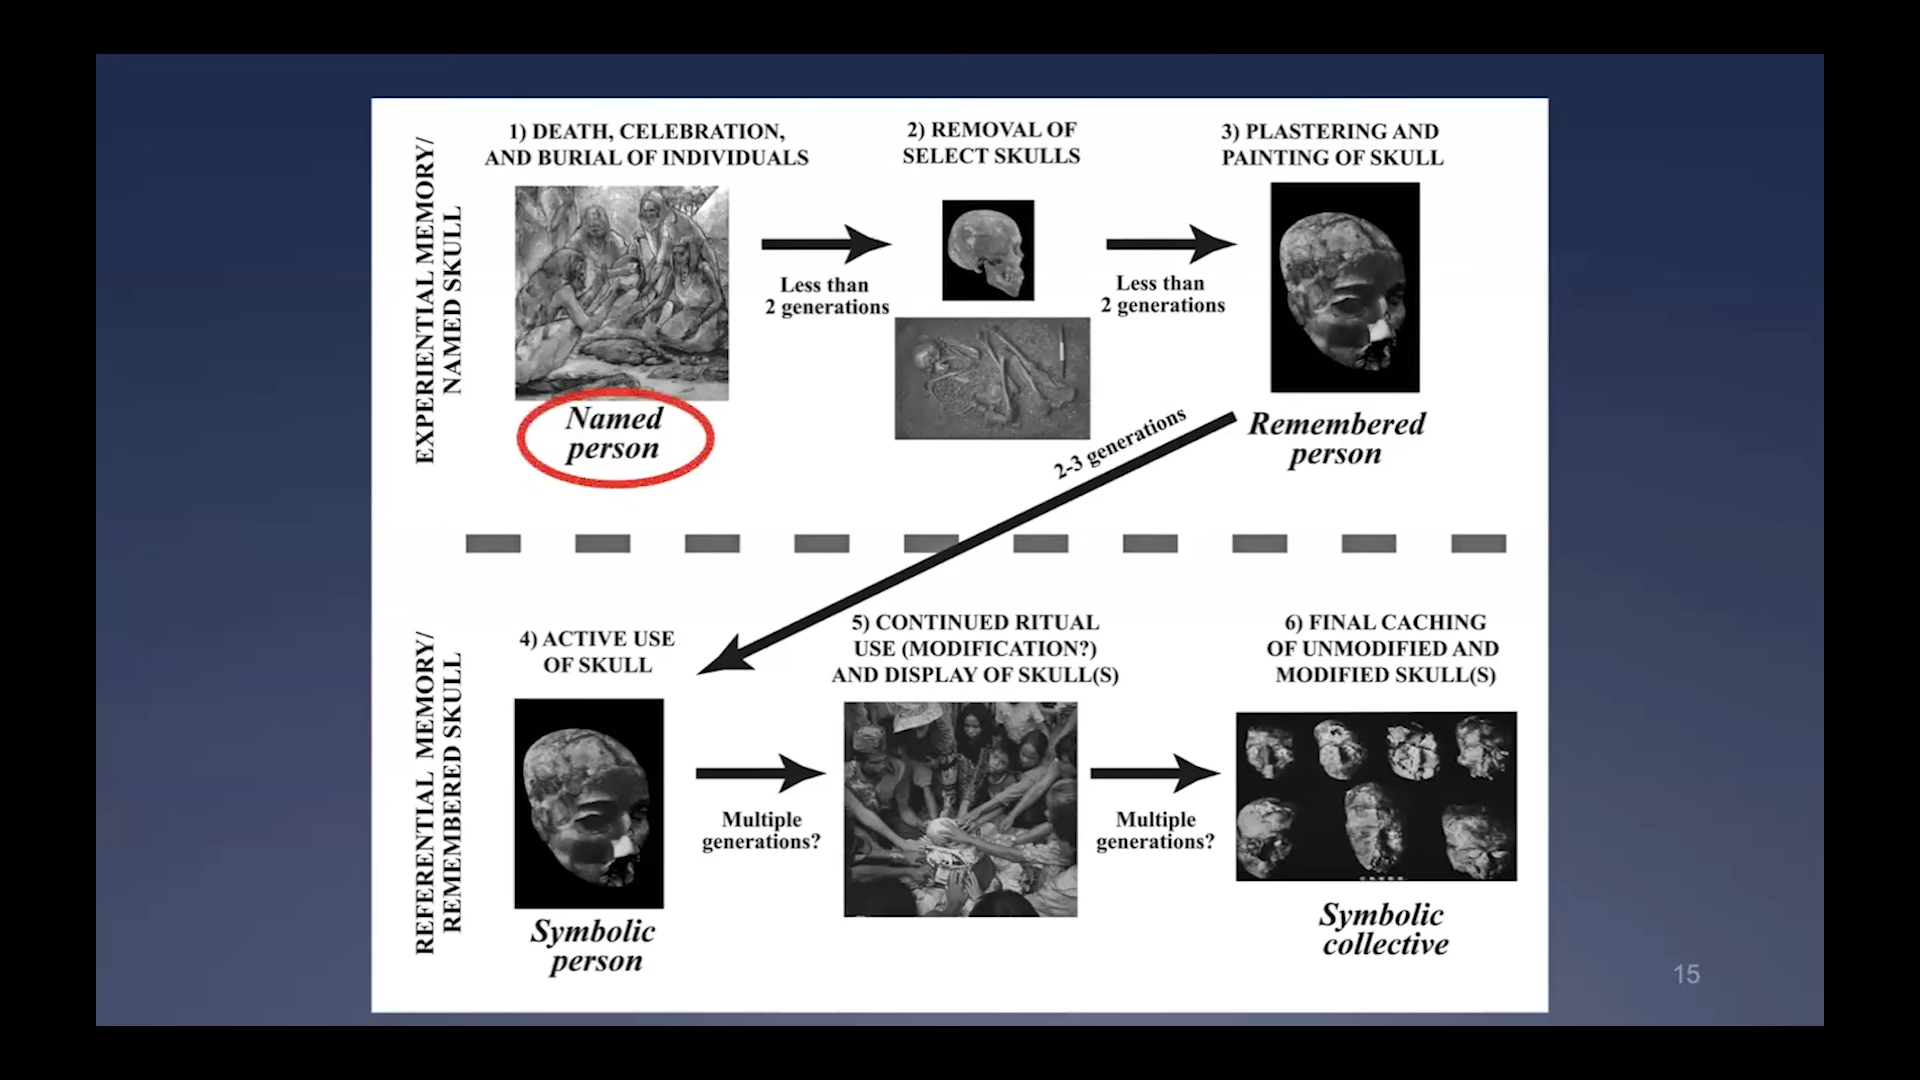 EXPERIENTIAL MEMORY/
NAMED SKULL
1) DEATH, CELEBRATION,
AND BURIAL OF INDIVIDUALS
Named
person
Less than
2 generations
2) REMOVAL OF
SELECT SKULLS
Less than
2 generations
3) PLASTERING AND
PAINTING OF SKULL
Remembered
person
2-3 generations
REFERENTIAL MEMORY/
REMEMBERED SKULL
4) ACTIVE USE
OF SKULL
Symbolic
person
Multiple
generations?
5) CONTINUED RITUAL
USE (MODIFICATION?)
AND DISPLAY OF SKULL(S)
Multiple
generations?
6) FINAL CACHING
OF UNMODIFIED AND
MODIFIED SKULL(S)
Symbolic
collective
15